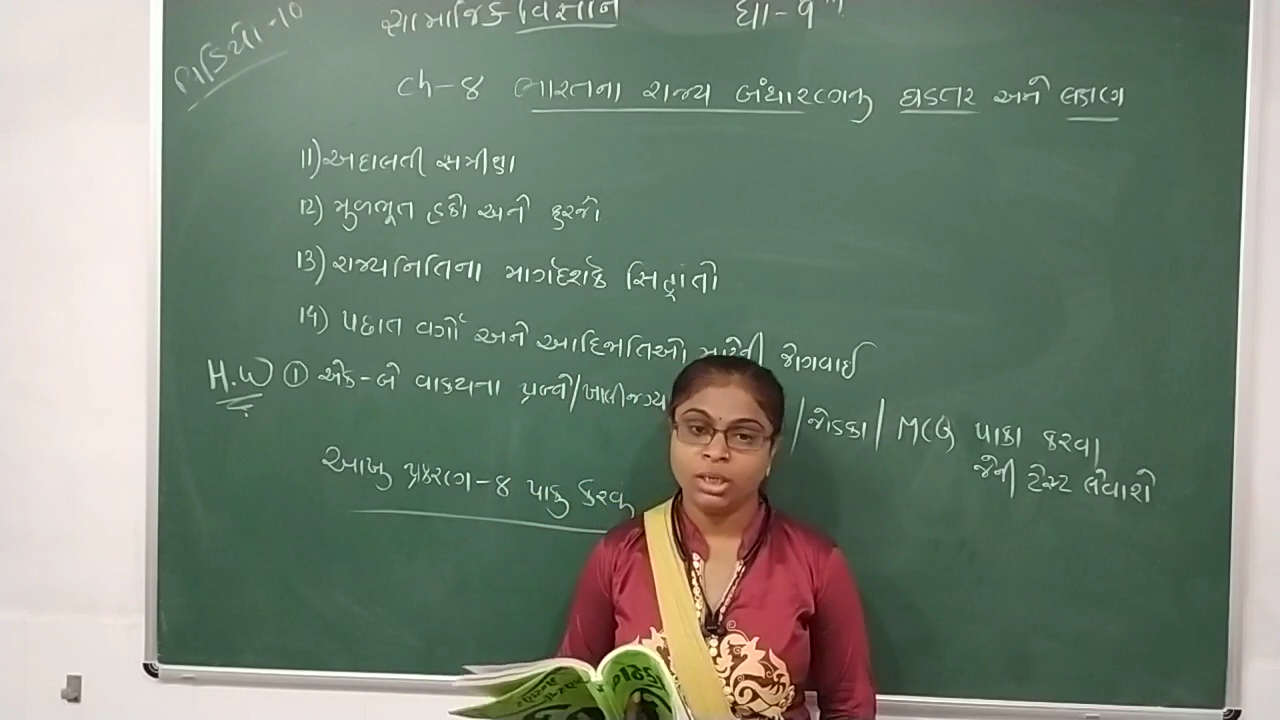 વિડિયો-10
સામાજિક વિજ્ઞાન ધો-9
Ch-8 ભારતના રાજ્ય બંધારણનુ ઘડતર અને લક્ષણ
11) અદાલતી સમીક્ષા
12) મુળભૂત હકો અને ફરજો
13) રાજ્યનિતિના માર્ગદર્શક સિદ્ધાંતો
14) પછાત વર્ગો અને આદિજાતિઓ માટેની જોગવાઈ
H.W ① એક-બે વાક્યના પ્રશ્નો/ખાલીજગ્યા /જોડકા/ MCQ પાકા કરવા
જેની ટેસ્ટ લેવાશે
આખુ પ્રકરણ-8 પાકુ કરવુ